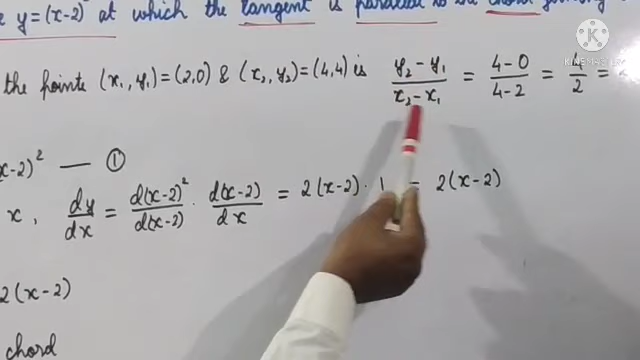 y=(x-2)² at which the tangent is parallel to the chord
the points (x₁, y₁)=(2,0) & (x₂, y₂)=(4,4) is (y₂-y₁)/(x₂-x₁) = (4-0)/(4-2) = 4/2 =
x-2)² — ①
x, dy/dx = d(x-2)²/d(x-2) · d(x-2)/dx = 2(x-2)·1 = 2(x-2)
2(x-2)
chord
KINEMASTER